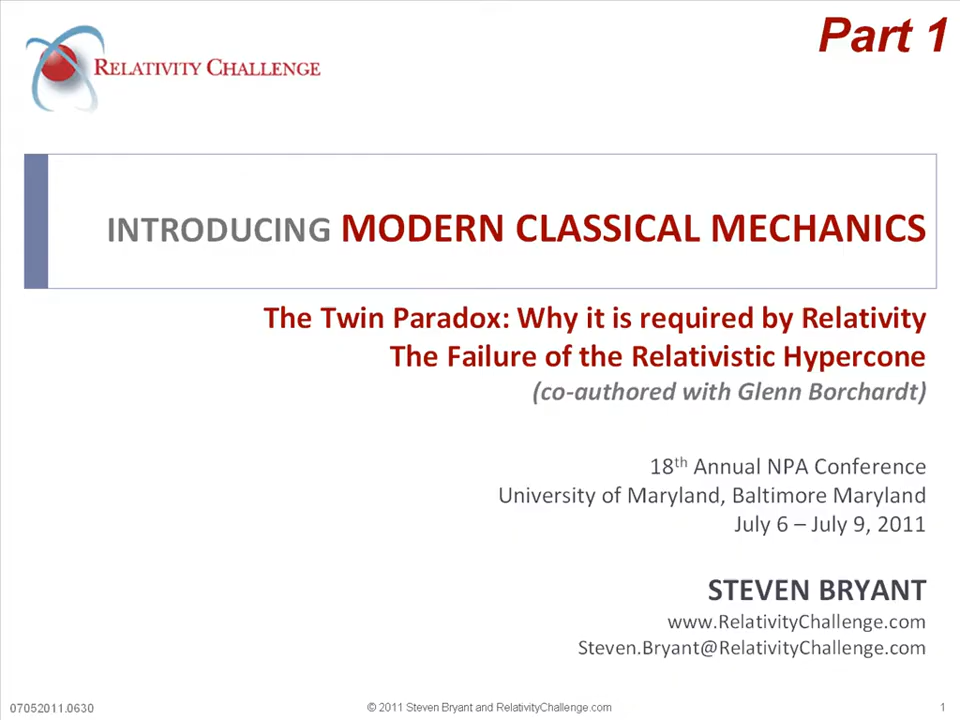 Part 1
RELATIVITY CHALLENGE
INTRODUCING MODERN CLASSICAL MECHANICS
The Twin Paradox: Why it is required by Relativity
The Failure of the Relativistic Hypercone
(co-authored with Glenn Borchardt)
18th Annual NPA Conference
University of Maryland, Baltimore Maryland
July 6 – July 9, 2011
STEVEN BRYANT
www.RelativityChallenge.com
Steven.Bryant@RelativityChallenge.com
07052011.0630
© 2011 Steven Bryant and RelativityChallenge.com
1